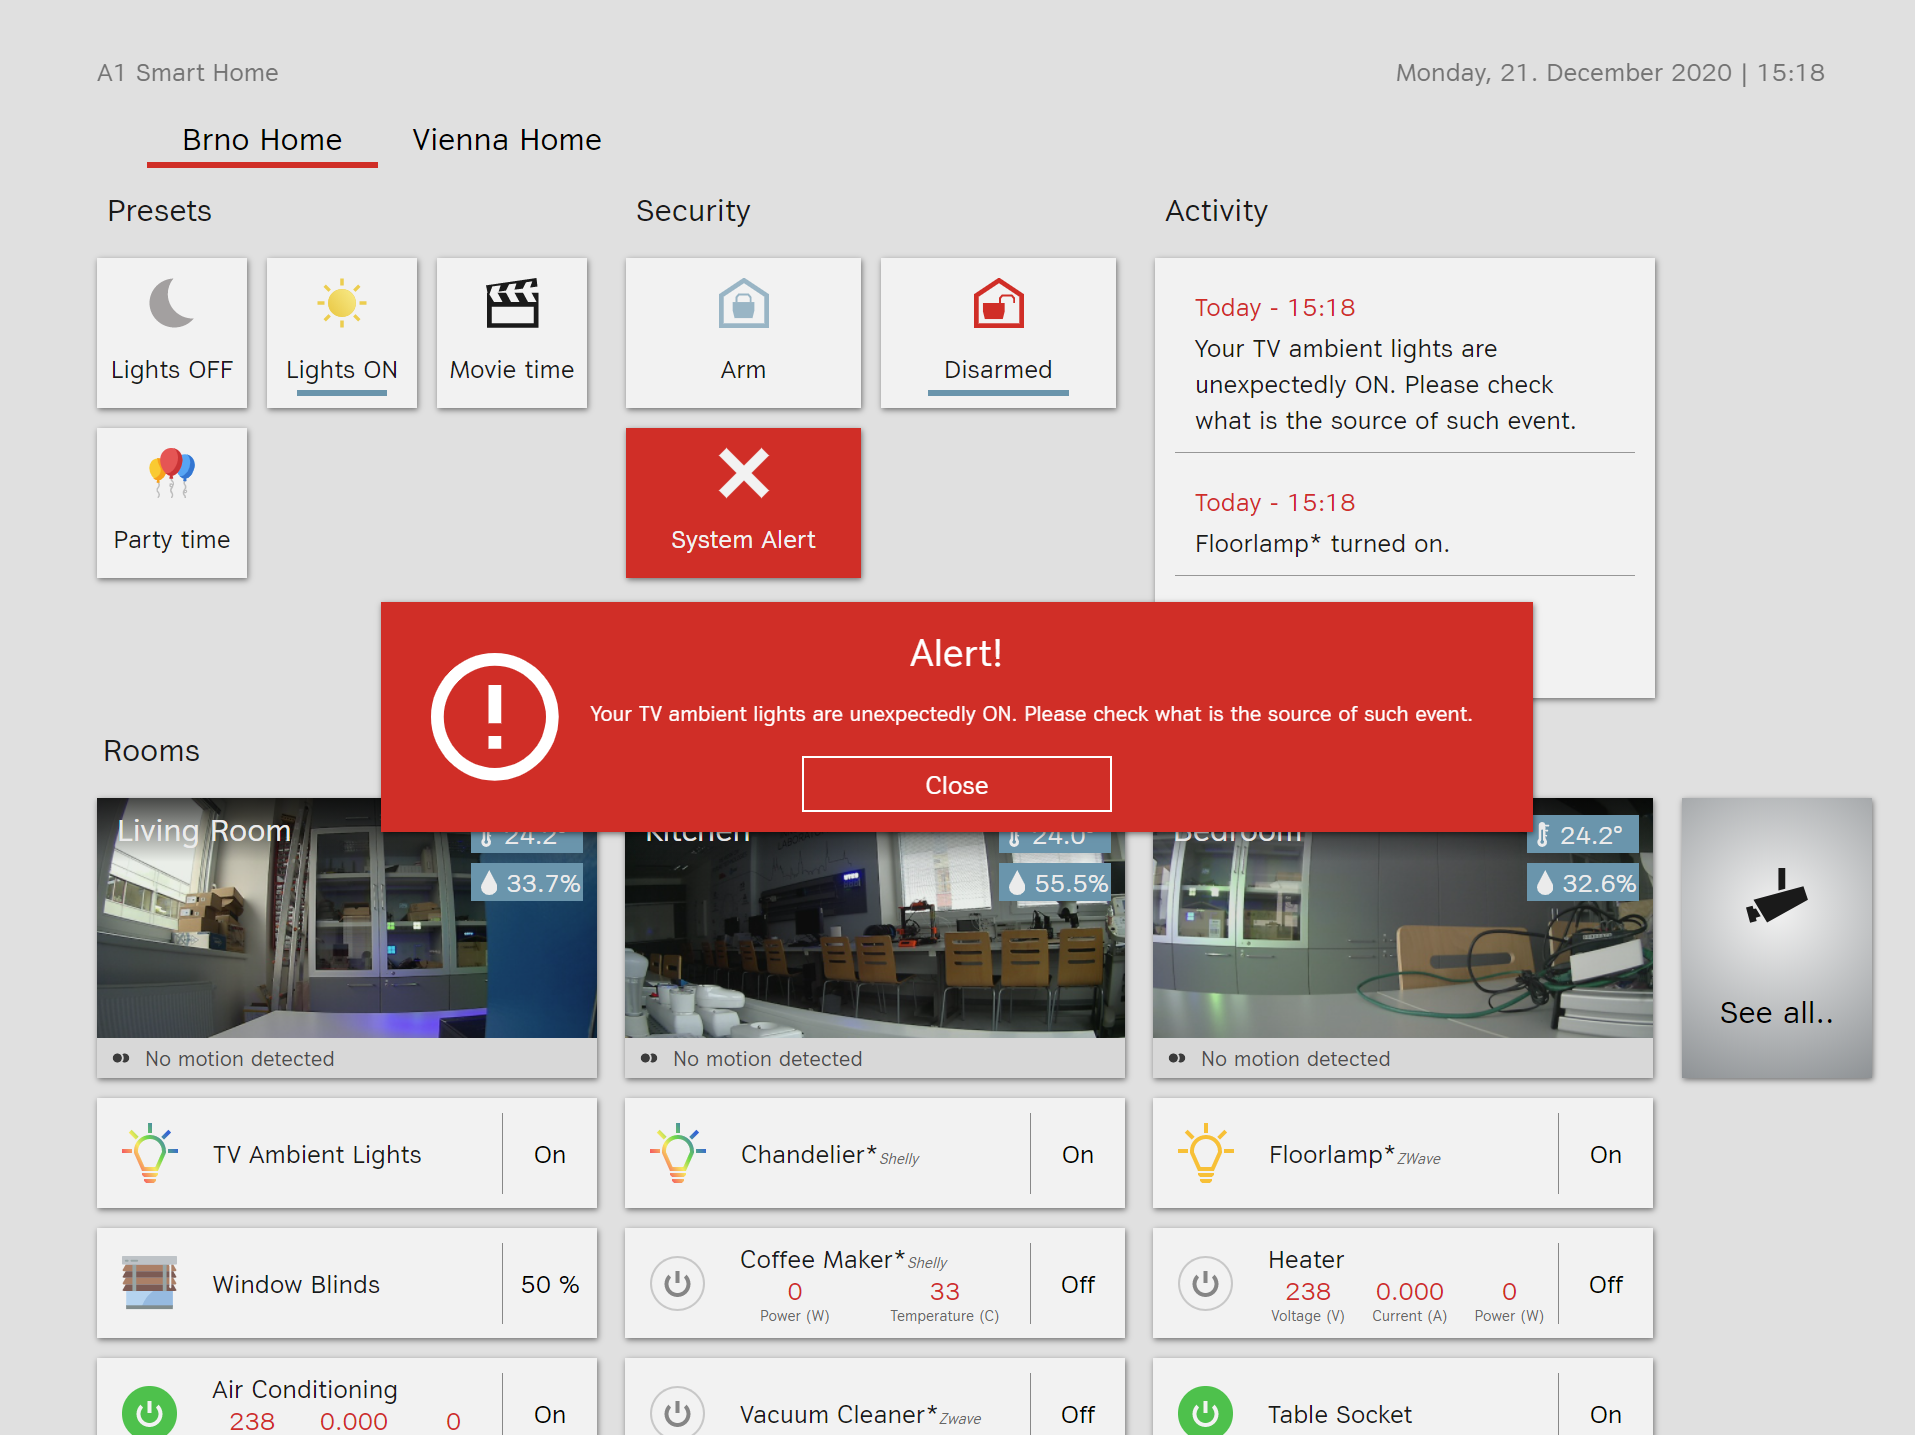 A1 Smart Home
Monday, 21. December 2020 | 15:18
Brno Home
Vienna Home
Presets
Security
Activity
Lights OFF
Lights ON
Movie time
Arm
Disarmed
Today - 15:18
Your TV ambient lights are
unexpectedly ON. Please check
what is the source of such event.
Party time
System Alert
Today - 15:18
Floorlamp* turned on.
Alert!
Your TV ambient lights are unexpectedly ON. Please check what is the source of such event.
Close
Rooms
Living Room
24.2°
33.7%
Kitchen
24.0°
55.5%
Bedroom
24.2°
32.6%
See all..
No motion detected
No motion detected
No motion detected
TV Ambient Lights
On
Chandelier* Shelly
On
Floorlamp* ZWave
On
Window Blinds
50 %
Coffee Maker* Shelly
0 33
Power (W) Temperature (C)
Off
Heater
238 0.000 0
Voltage (V) Current (A) Power (W)
Off
Air Conditioning
238 0.000 0
On
Vacuum Cleaner* Zwave
Off
Table Socket
On